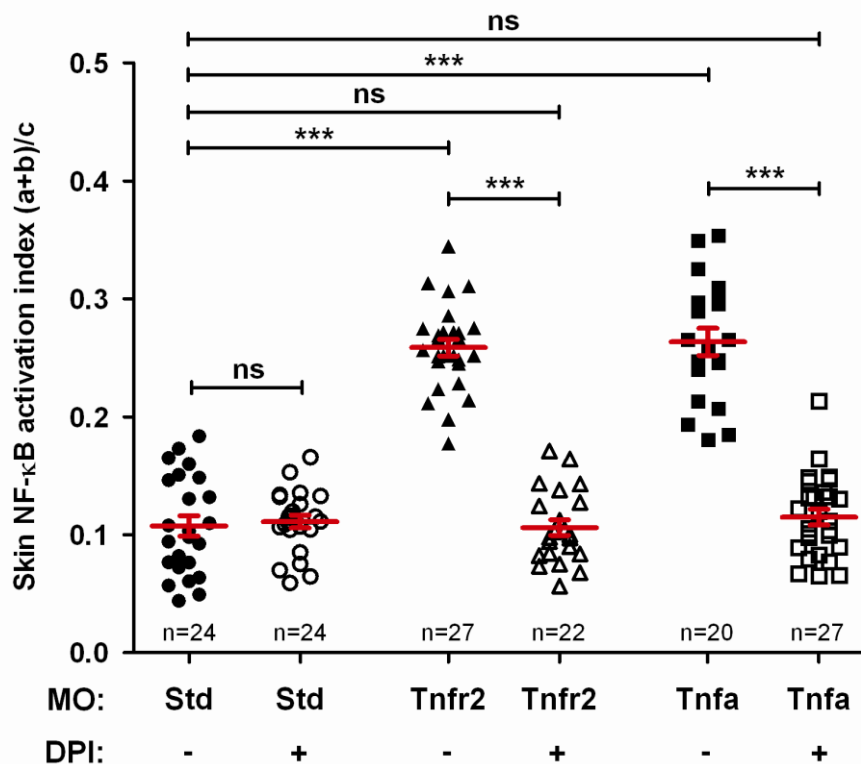 ns
***
ns
***
***
***
ns
Skin NF-κB activation index (a+b)/c
0.5
0.4
0.3
0.2
0.1
0.0
n=24 n=24 n=27 n=22 n=20 n=27
MO: Std Std Tnfr2 Tnfr2 Tnfa Tnfa
DPI: - + - + - +